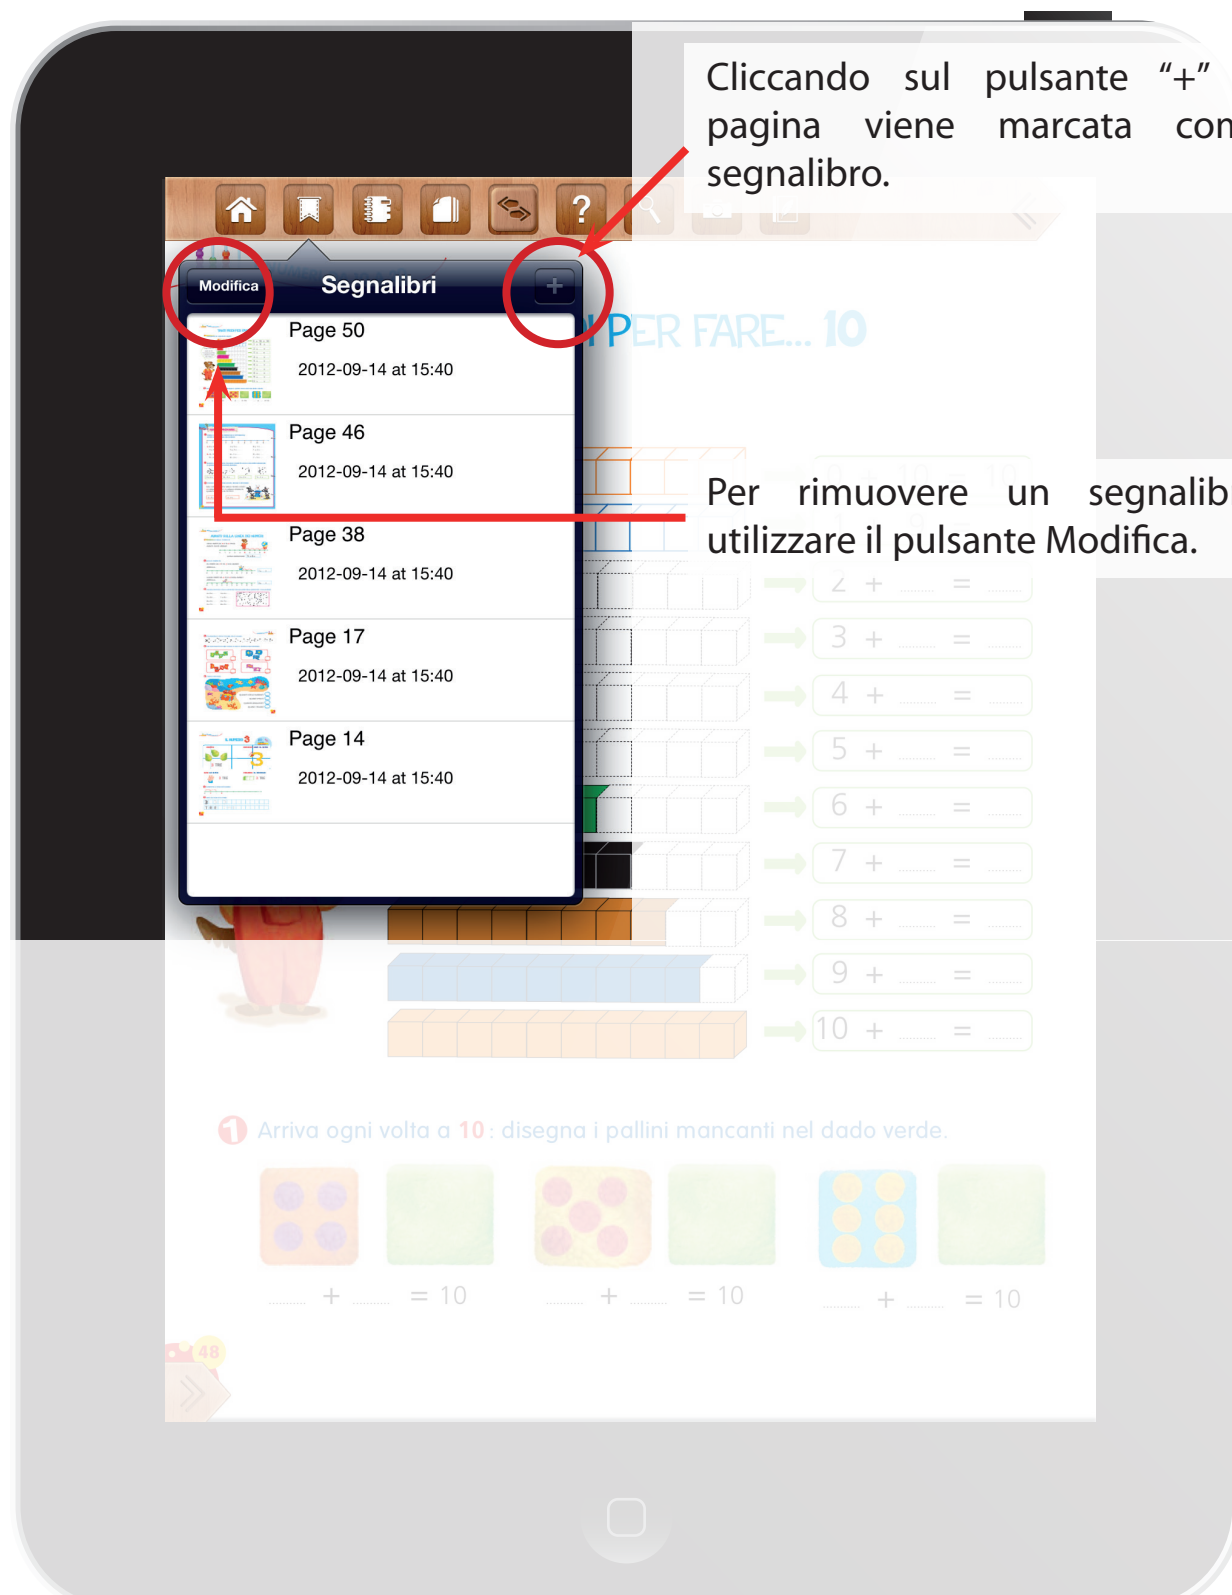 Cliccando sul pulsante “+”
pagina viene marcata
segnalibro.
?
Modifica
Segnalibri
+
PER FARE... 10
Page 50
2012-09-14 at 15:40
Page 46
2012-09-14 at 15:40
Per rimuovere un
utilizzare il pulsante Modifica.
Page 38
2012-09-14 at 15:40
2 + ........ = ........
Page 17
3 + ........ = ........
2012-09-14 at 15:40
4 + ........ = ........
Page 14
5 + ........ = ........
2012-09-14 at 15:40
6 + ........ = ........
7 + ........ = ........
8 + ........ = ........
9 + ........ = ........
10 + ........ = ........
1 Arriva ogni volta a 10 : disegna i pallini mancanti nel dado verde.
........ + ........ = 10
........ + ........ = 10
........ + ........ = 10
48